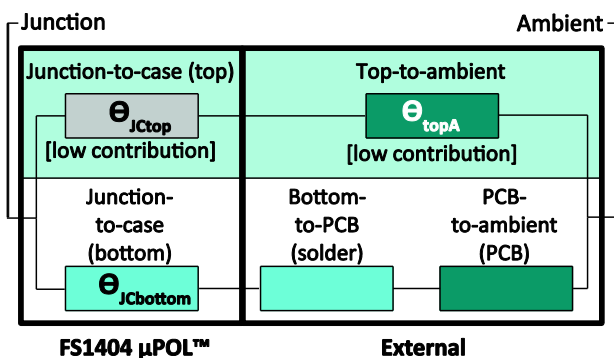 Junction
Ambient
Junction-to-case (top)
Top-to-ambient
ΘJCtop
ΘtopA
[low contribution]
[low contribution]
Junction-
to-case
(bottom)
Bottom-
to-PCB
(solder)
PCB-
to-ambient
(PCB)
ΘJCbottom
FS1404 µPOL™
External